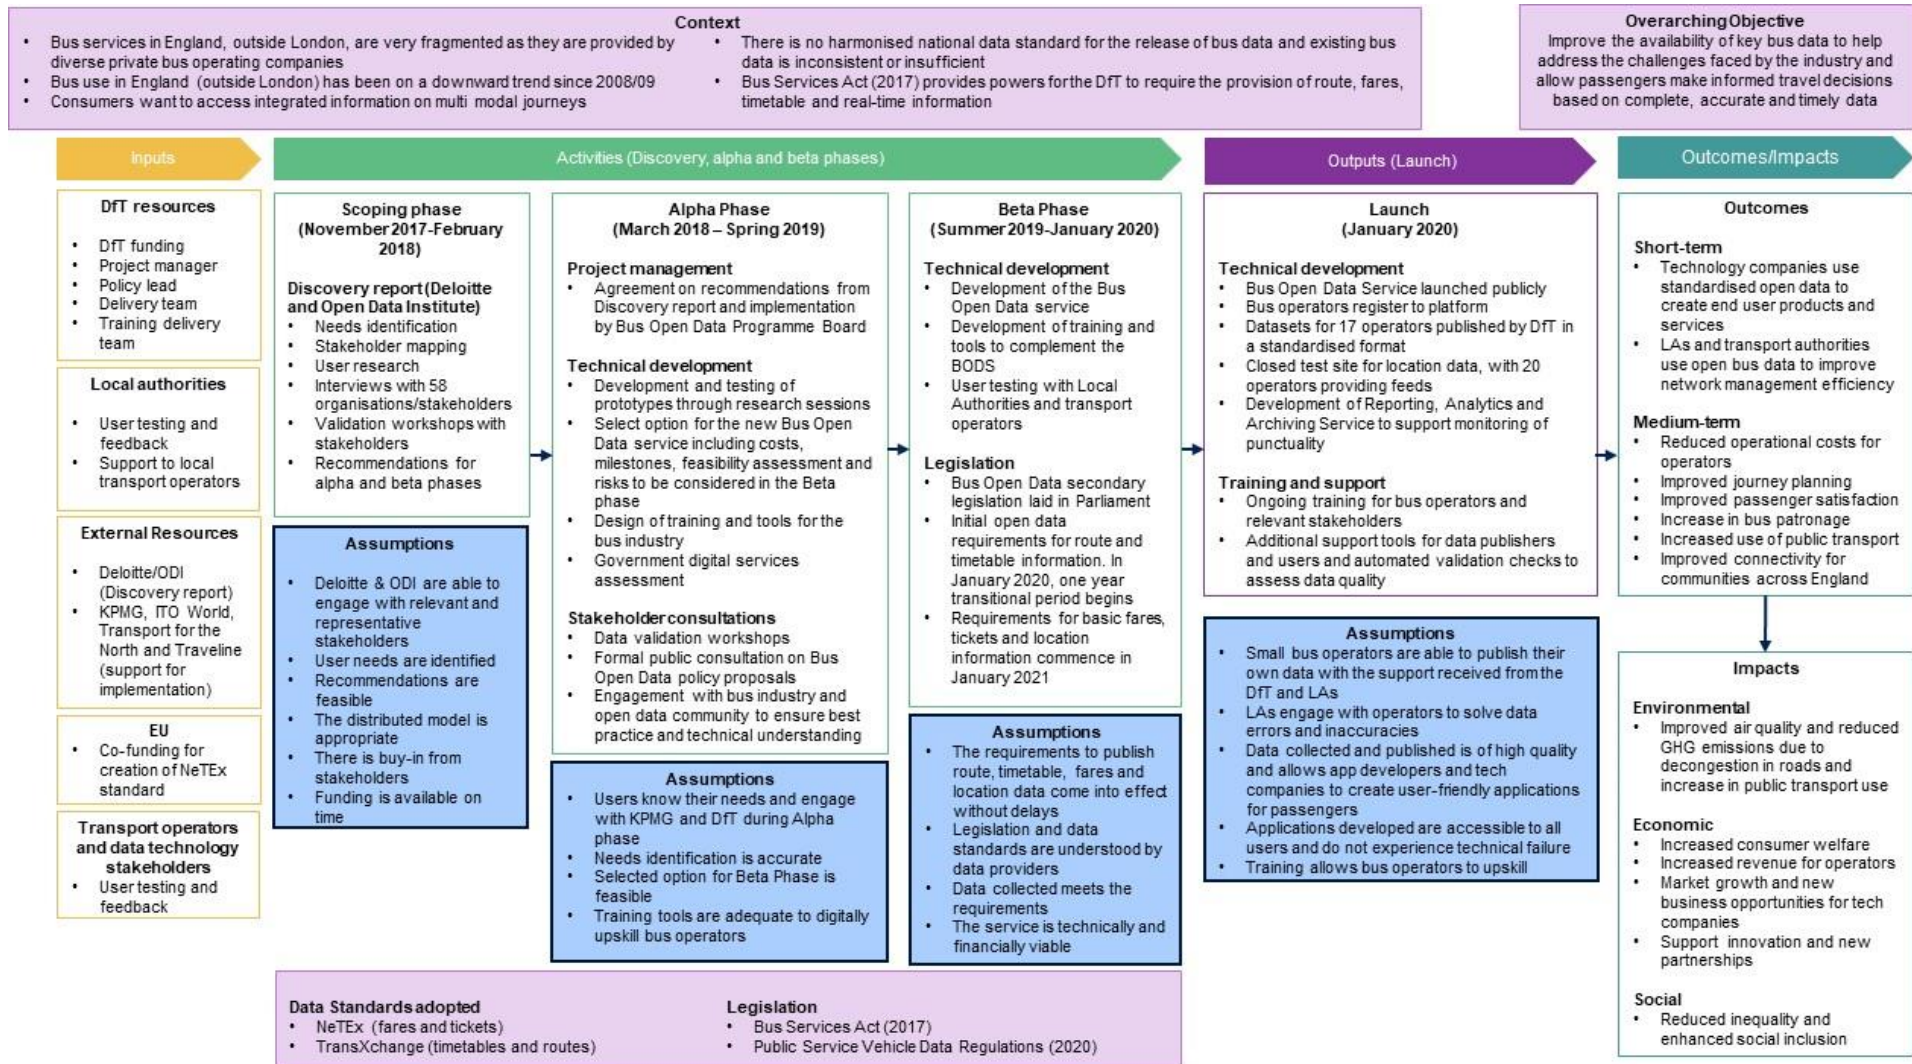 Context
• Bus services in England, outside London, are very fragmented as they are provided by
diverse private bus operating companies
• Bus use in England (outside London) has been on a downward trend since 2008/09
• Consumers want to access integrated information on multi modal journeys
• There is no harmonised national data standard for the release of bus data and existing bus
data is inconsistent or insufficient
• Bus Services Act (2017) provides powers for the DfT to require the provision of route, fares,
timetable and real-time information
Overarching Objective
Improve the availability of key bus data to help
address the challenges faced by the industry and
allow passengers make informed travel decisions
based on complete, accurate and timely data
Inputs
Activities (Discovery, alpha and beta phases)
Outputs (Launch)
Outcomes/Impacts
DfT resources
• DfT funding
• Project manager
• Policy lead
• Delivery team
• Training delivery
team
Local authorities
• User testing and
feedback
• Support to local
transport operators
External Resources
• Deloitte/ODI
(Discovery report)
• KPMG, ITO World,
Transport for the
North and Traveline
(support for
implementation)
EU
• Co-funding for
creation of NeTEx
standard
Transport operators
and data technology
stakeholders
• User testing and
feedback
Scoping phase
(November 2017-February
2018)
Discovery report (Deloitte
and Open Data Institute)
• Needs identification
• Stakeholder mapping
• User research
• Interviews with 58
organisations/stakeholders
• Validation workshops with
stakeholders
• Recommendations for
alpha and beta phases
Assumptions
• Deloitte & ODI are able to
engage with relevant and
representative
stakeholders
• User needs are identified
• Recommendations are
feasible
• The distributed model is
appropriate
• There is buy-in from
stakeholders
• Funding is available on
time
Alpha Phase
(March 2018 – Spring 2019)
Project management
• Agreement on recommendations from
Discovery report and implementation
by Bus Open Data Programme Board
Technical development
• Development and testing of
prototypes through research sessions
• Select option for the new Bus Open
Data service including costs,
milestones, feasibility assessment and
risks to be considered in the Beta
phase
• Design of training and tools for the
bus industry
• Government digital services
assessment
Stakeholder consultations
• Data validation workshops
• Formal public consultation on Bus
Open Data policy proposals
• Engagement with bus industry and
open data community to ensure best
practice and technical understanding
Assumptions
• Users know their needs and engage
with KPMG and DfT during Alpha
phase
• Needs identification is accurate
• Selected option for Beta Phase is
feasible
• Training tools are adequate to digitally
upskill bus operators
Beta Phase
(Summer 2019-January 2020)
Technical development
• Development of the Bus
Open Data service
• Development of training and
tools to complement the
BODS
• User testing with Local
Authorities and transport
operators
Legislation
• Bus Open Data secondary
legislation laid in Parliament
• Initial open data
requirements for route and
timetable information. In
January 2020, one year
transitional period begins
• Requirements for basic fares,
tickets and location
information commence in
January 2021
Assumptions
• The requirements to publish
route, timetable, fares and
location data come into effect
without delays
• Legislation and data
standards are understood by
data providers
• Data collected meets the
requirements
• The service is technically and
financially viable
Launch
(January 2020)
Technical development
• Bus Open Data Service launched publicly
• Bus operators register to platform
• Datasets for 17 operators published by DfT in
a standardised format
• Closed test site for location data, with 20
operators providing feeds
• Development of Reporting, Analytics and
Archiving Service to support monitoring of
punctuality
Training and support
• Ongoing training for bus operators and
relevant stakeholders
• Additional support tools for data publishers
and users and automated validation checks to
assess data quality
Assumptions
• Small bus operators are able to publish their
own data with the support received from the
DfT and LAs
• LAs engage with operators to solve data
errors and inaccuracies
• Data collected and published is of high quality
and allows app developers and tech
companies to create user-friendly applications
for passengers
• Applications developed are accessible to all
users and do not experience technical failure
• Training allows bus operators to upskill
Outcomes
Short-term
• Technology companies use
standardised open data to
create end user products and
services
• LAs and transport authorities
use open bus data to improve
network management efficiency
Medium-term
• Reduced operational costs for
operators
• Improved journey planning
• Improved passenger satisfaction
• Increase in bus patronage
• Increased use of public transport
• Improved connectivity for
communities across England
Impacts
Environmental
• Improved air quality and reduced
GHG emissions due to
decongestion in roads and
increase in public transport use
Economic
• Increased consumer welfare
• Increased revenue for operators
• Market growth and new
business opportunities for tech
companies
• Support innovation and new
partnerships
Social
• Reduced inequality and
enhanced social inclusion
Data Standards adopted
• NeTEx (fares and tickets)
• TransXchange (timetables and routes)
Legislation
• Bus Services Act (2017)
• Public Service Vehicle Data Regulations (2020)